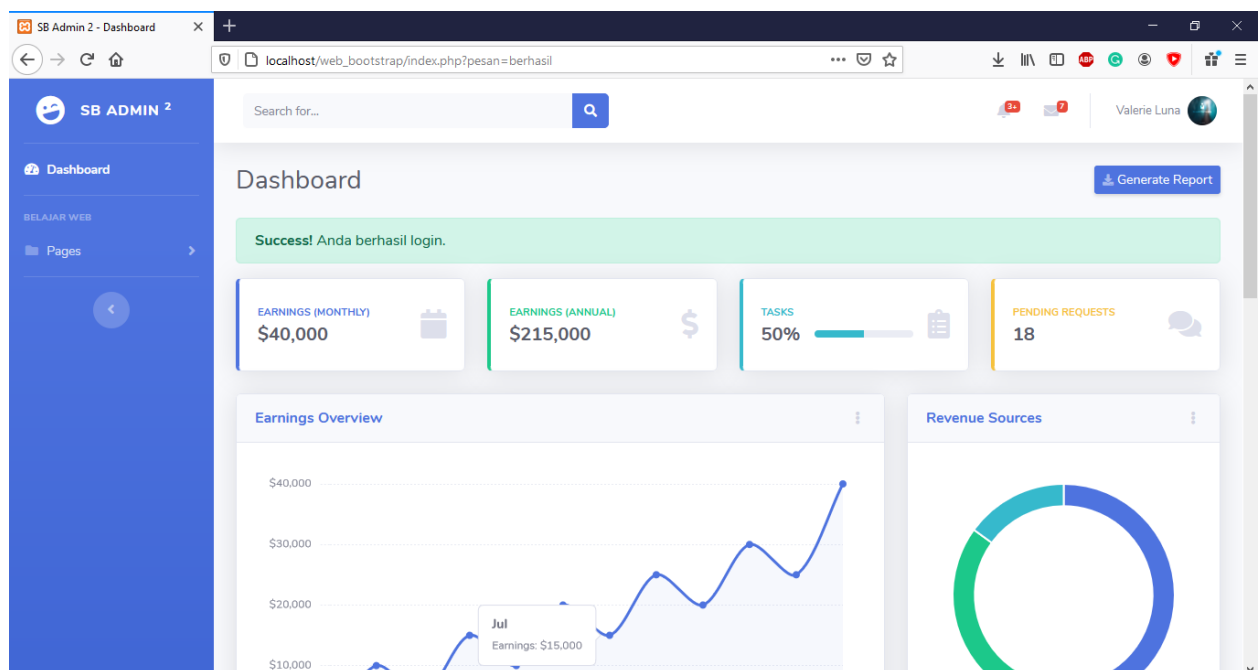 SB Admin 2 - Dashboard
localhost/web_bootstrap/index.php?pesan=berhasil
ABP
SB ADMIN 2
Search for...
3+
7
Valerie Luna
Dashboard
Dashboard
Generate Report
BELAJAR WEB
Pages
Success! Anda berhasil login.
EARNINGS (MONTHLY)
$40,000
EARNINGS (ANNUAL)
$215,000
TASKS
50%
PENDING REQUESTS
18
Earnings Overview
Revenue Sources
$40,000
$30,000
$20,000
$10,000
Jul
Earnings: $15,000